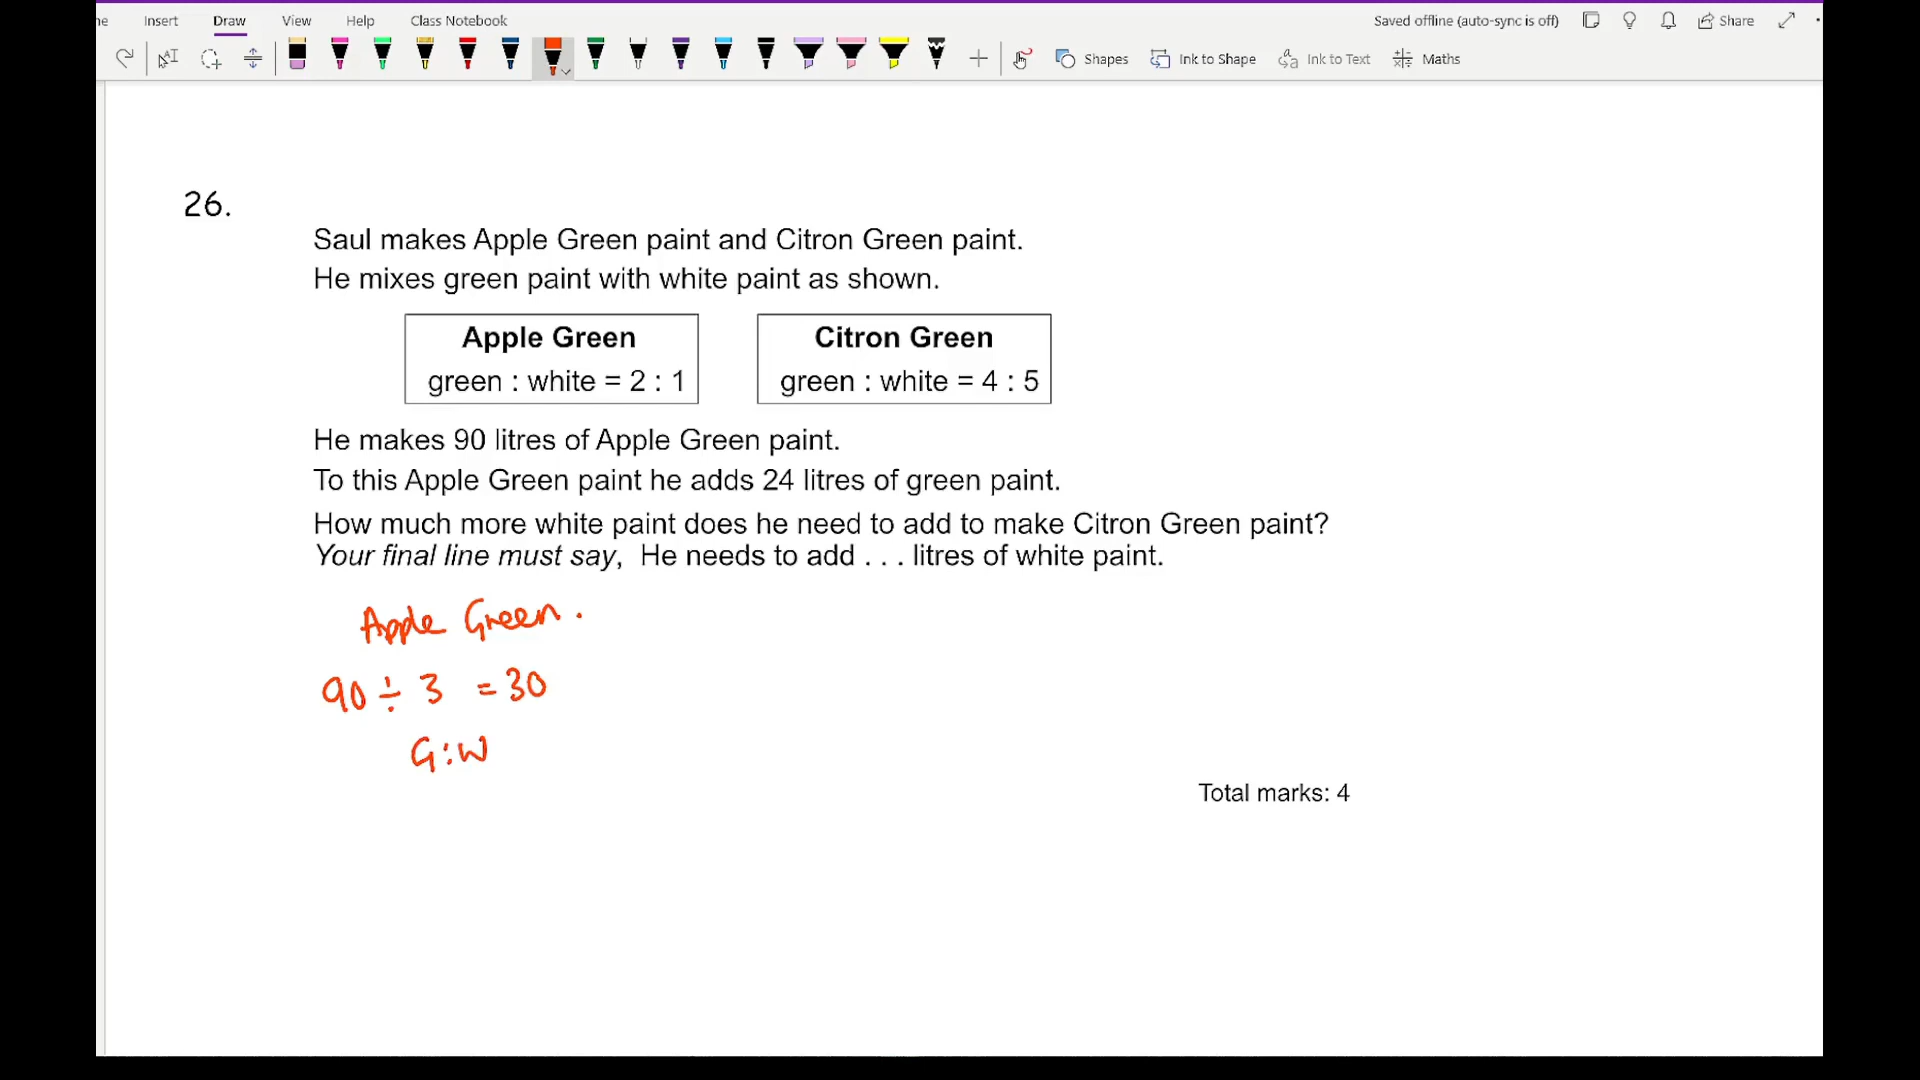 Insert Draw View Help Class Notebook Saved offline (auto-sync is off) Share
Shapes Ink to Shape Ink to Text Maths
26.
Saul makes Apple Green paint and Citron Green paint.
He mixes green paint with white paint as shown.
Apple Green
green : white = 2 : 1
Citron Green
green : white = 4 : 5
He makes 90 litres of Apple Green paint.
To this Apple Green paint he adds 24 litres of green paint.
How much more white paint does he need to add to make Citron Green paint?
Your final line must say, He needs to add . . . litres of white paint.
Apple Green.
90 ÷ 3 = 30
G:W
Total marks: 4